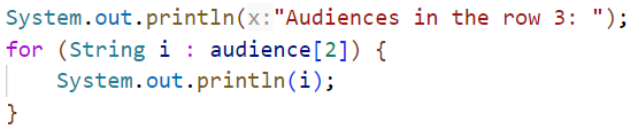 System.out.println(x:"Audiences in the row 3: ");
for (String i : audience[2]) {
    System.out.println(i);
}